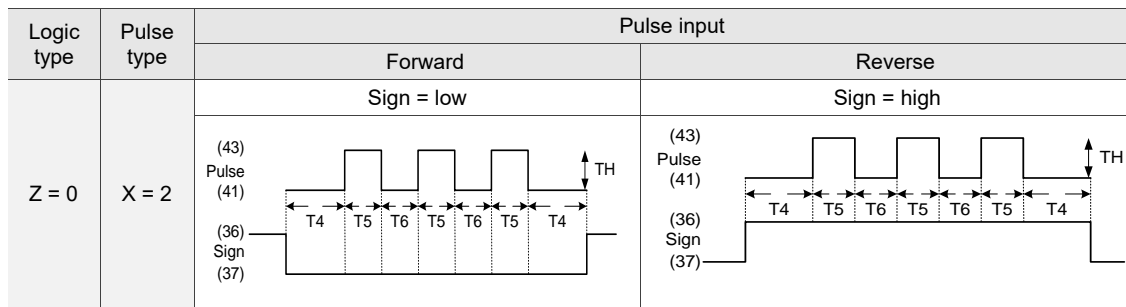 Logic type
Pulse type
Pulse input
Forward
Reverse
Z = 0
X = 2
Sign = low
Sign = high
(43)
Pulse
(41)
TH
T4 T5 T6 T5 T6 T5 T4
(36)
Sign
(37)
(43)
Pulse
(41)
TH
T4 T5 T6 T5 T6 T5 T4
(36)
Sign
(37)